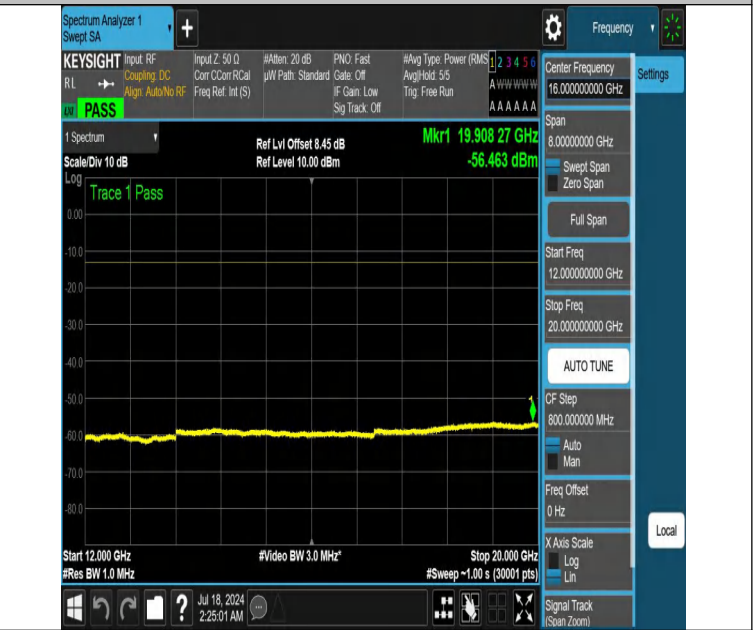 Spectrum Analyzer 1
Swept SA
+
Frequency
KEYSIGHT
RL
PASS
Input: RF
Coupling: DC
Align: Auto/No RF
Input Z: 50 Ω
Corr CCorr RCal
Freq Ref: Int (S)
#Atten: 20 dB
µW Path: Standard
PNO: Fast
Gate: Off
IF Gain: Low
Sig Track: Off
#Avg Type: Power (RMS
Avg|Hold: 5/5
Trig: Free Run
1 2 3 4 5 6
A W W W W W
A A A A A A
1 Spectrum
Scale/Div 10 dB
Ref Lvl Offset 8.45 dB
Ref Level 10.00 dBm
Mkr1 19.908 27 GHz
-56.463 dBm
Log
Trace 1 Pass
0.00
-10.0
-20.0
-30.0
-40.0
-50.0
-60.0
-70.0
-80.0
1
Start 12.000 GHz
#Res BW 1.0 MHz
#Video BW 3.0 MHz*
Stop 20.000 GHz
#Sweep ~1.00 s (30001 pts)
?
Jul 18, 2024
2:25:01 AM
Center Frequency
16.000000000 GHz
Settings
Span
8.00000000 GHz
Swept Span
Zero Span
Full Span
Start Freq
12.000000000 GHz
Stop Freq
20.000000000 GHz
AUTO TUNE
CF Step
800.000000 MHz
Auto
Man
Freq Offset
0 Hz
X Axis Scale
Log
Lin
Local
Signal Track
(Span Zoom)